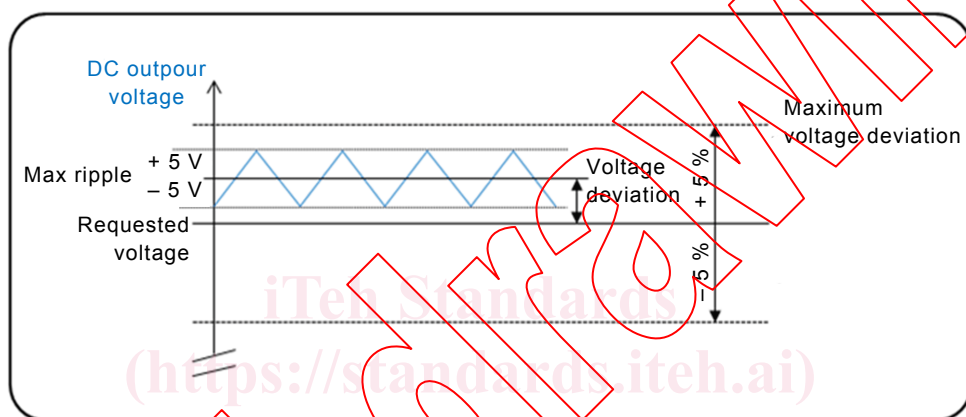 DC outpour
voltage
Maximum
voltage deviation
+ 5 V
Max ripple
– 5 V
Voltage
deviation
+ 5 %
Requested
voltage
– 5 %
iTeh Standards
(https://standards.iteh.ai)